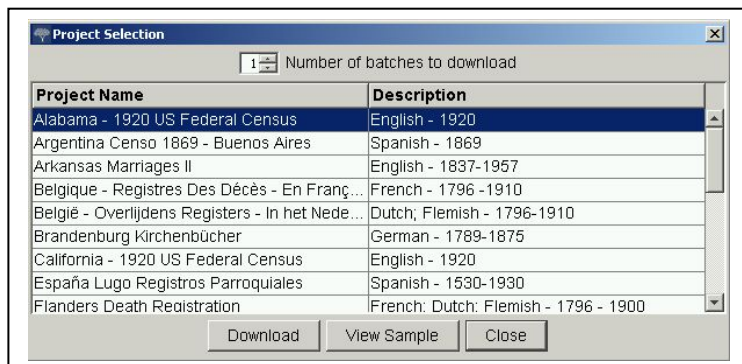 Project Selection
1 Number of batches to download
Project Name Description
Alabama - 1920 US Federal Census English - 1920
Argentina Censo 1869 - Buenos Aires Spanish - 1869
Arkansas Marriages II English - 1837-1957
Belgique - Registres Des Décès - En Franç... French - 1796 -1910
België - Overlijdens Registers - In het Nede... Dutch; Flemish - 1796-1910
Brandenburg Kirchenbücher German - 1789-1875
California - 1920 US Federal Census English - 1920
España Lugo Registros Parroquiales Spanish - 1530-1930
Flanders Death Registration French; Dutch; Flemish - 1796 - 1900
Download View Sample Close